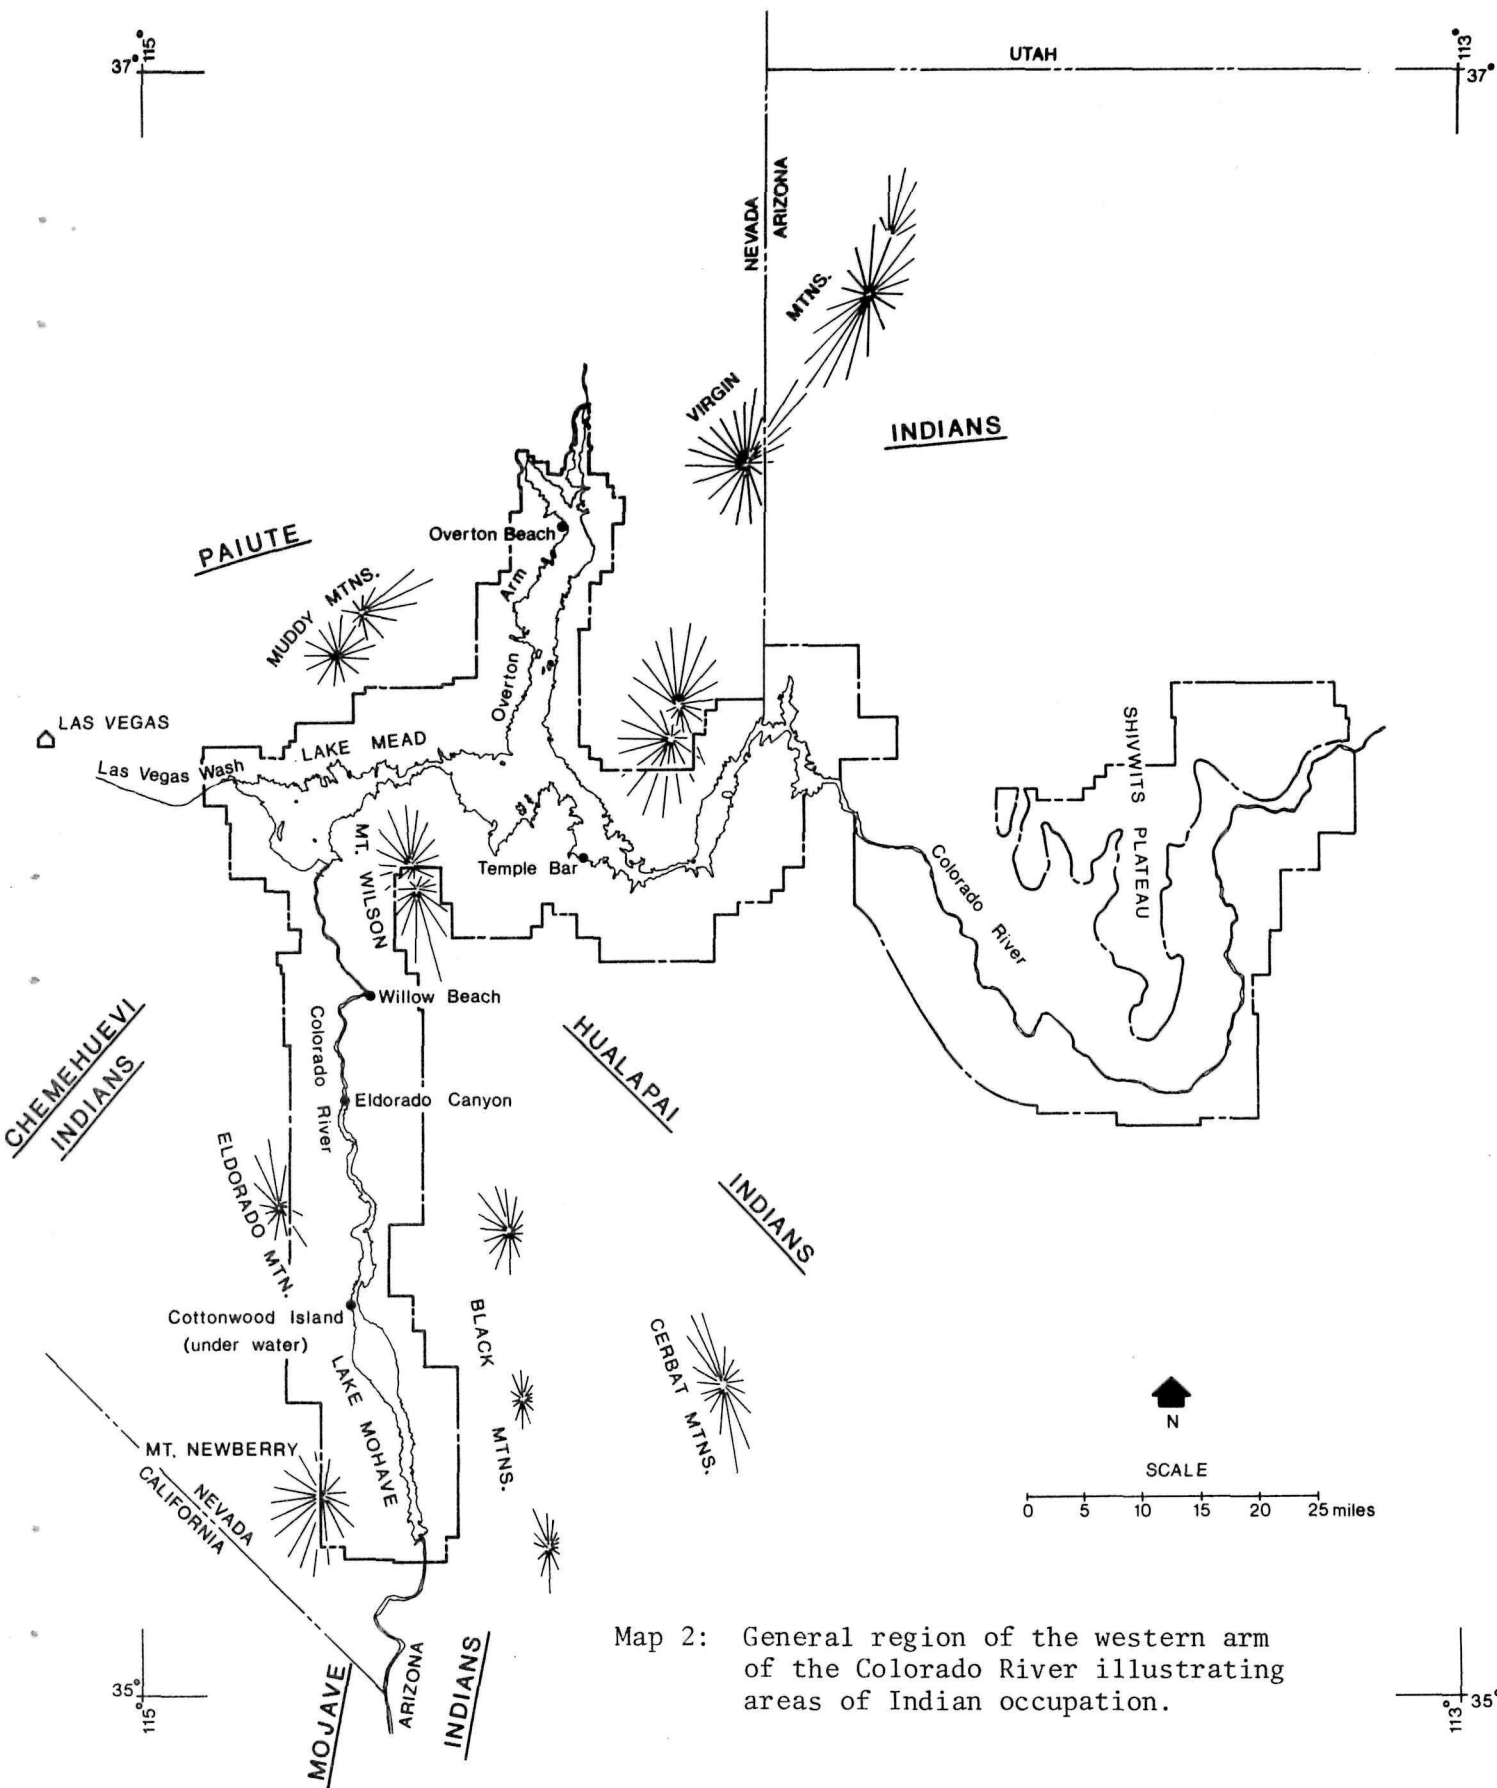 37°
115°
UTAH
113°
37°
NEVADA
ARIZONA
VIRGIN
MTNS.
INDIANS
PAIUTE
Overton Beach
MUDDY MTNS.
Overton Arm
LAS VEGAS
LAKE MEAD
Las Vegas Wash
MT. WILSON
Temple Bar
SHIVWITS PLATEAU
Colorado River
Willow Beach
CHEMEHUEVI
INDIANS
Colorado River
HUALAPAI
INDIANS
Eldorado Canyon
ELDORADO MTN.
Cottonwood Island
(under water)
BLACK MTNS.
CERBAT MTNS.
LAKE MOHAVE
MT. NEWBERRY
NEVADA
CALIFORNIA
N
SCALE
0 5 10 15 20 25 miles
Map 2: General region of the western arm
of the Colorado River illustrating
areas of Indian occupation.
35°
115°
MOJAVE
ARIZONA
INDIANS
113°
35°